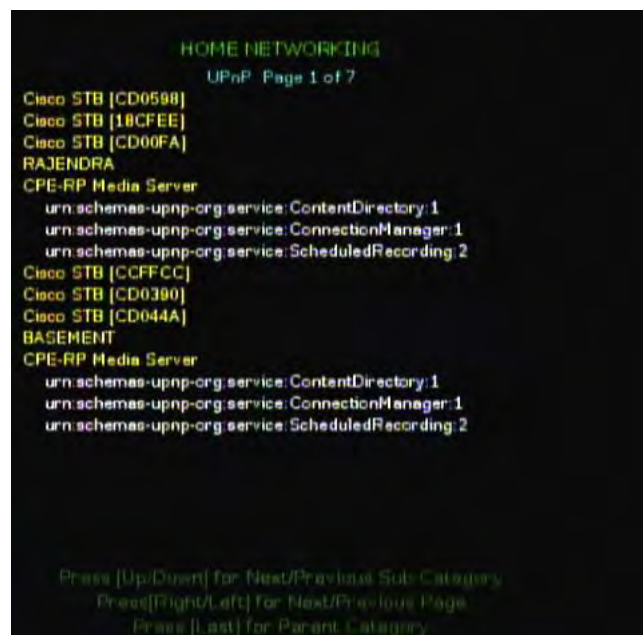 HOME NETWORKING
UPnP Page 1 of 7
Cisco STB [CD0598]
Cisco STB [18CFEE]
Cisco STB [CD00FA]
RAJENDRA
CPE-RP Media Server
urn:schemas-upnp-org:service:ContentDirectory:1
urn:schemas-upnp-org:service:ConnectionManager:1
urn:schemas-upnp-org:service:ScheduledRecording:2
Cisco STB [CCFFCC]
Cisco STB [CD0390]
Cisco STB [CD044A]
BASEMENT
CPE-RP Media Server
urn:schemas-upnp-org:service:ContentDirectory:1
urn:schemas-upnp-org:service:ConnectionManager:1
urn:schemas-upnp-org:service:ScheduledRecording:2
Press [Up/Down] for Next/Previous Sub Category
Press[Right/Left] for Next/Previous Page
Press [Last] for Parent Category